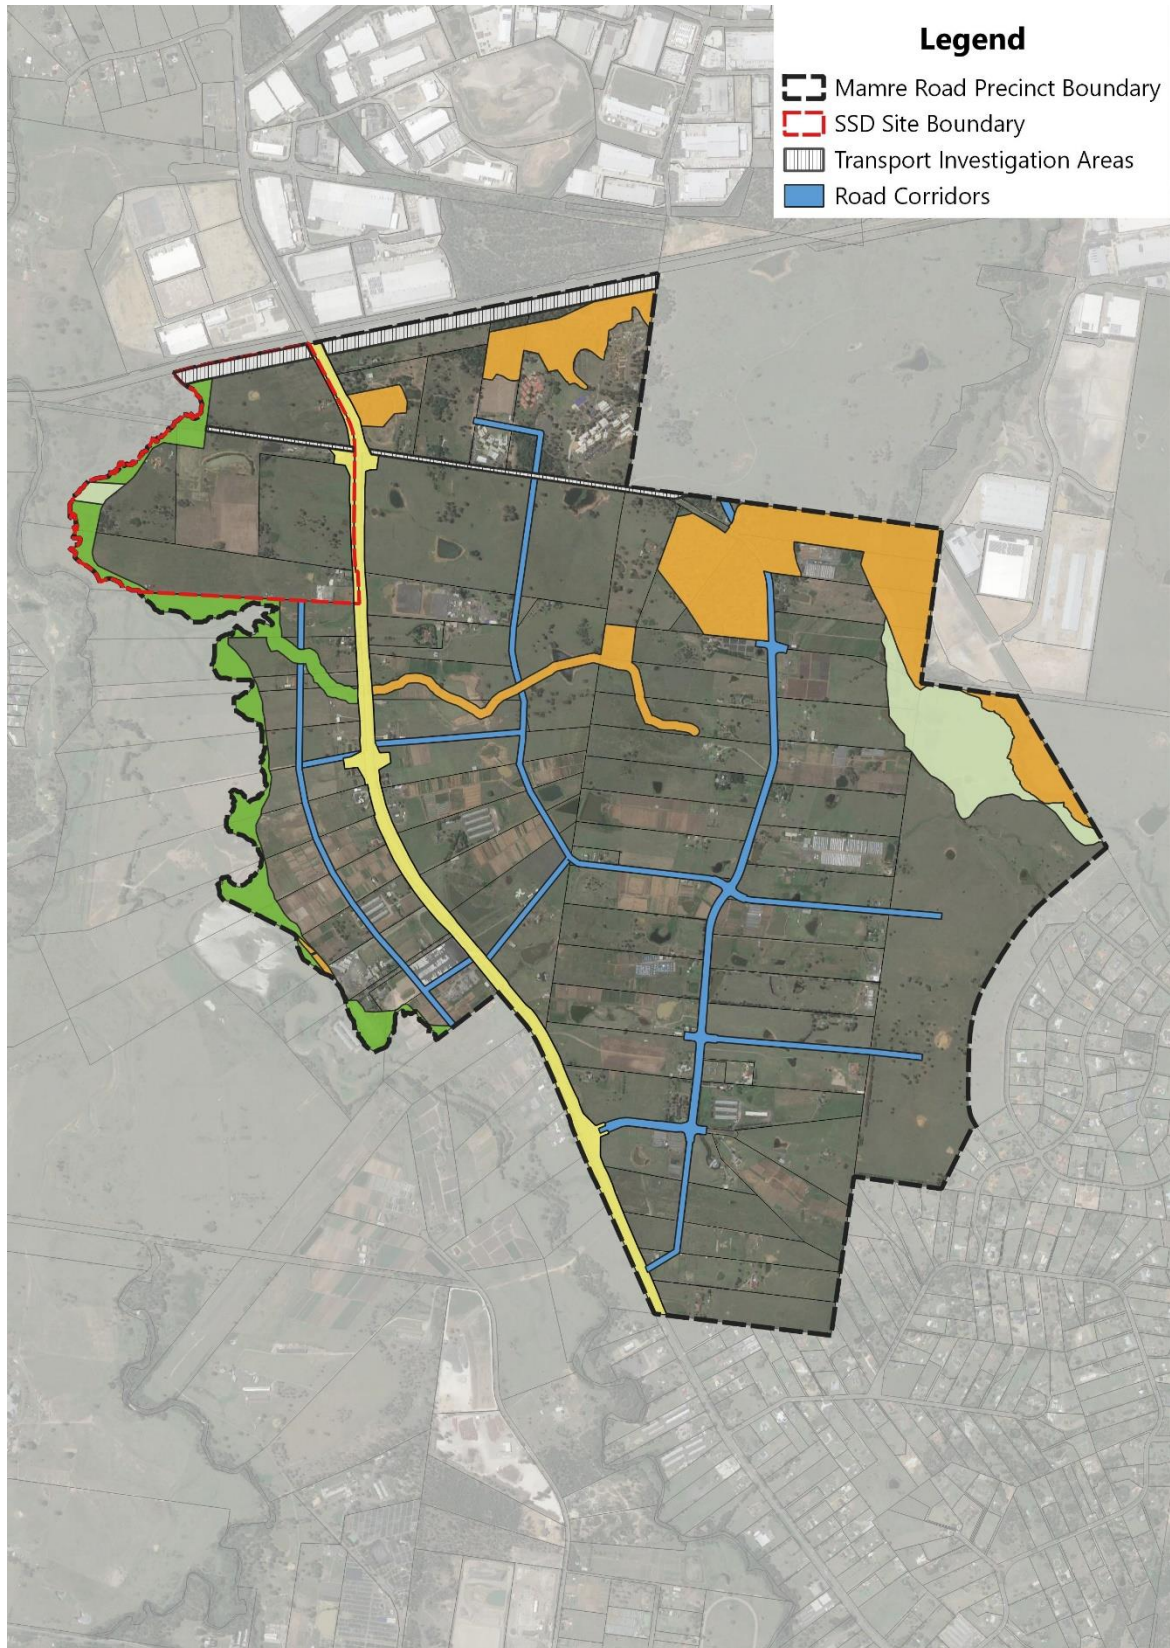 Legend
Mamre Road Precinct Boundary
SSD Site Boundary
Transport Investigation Areas
Road Corridors